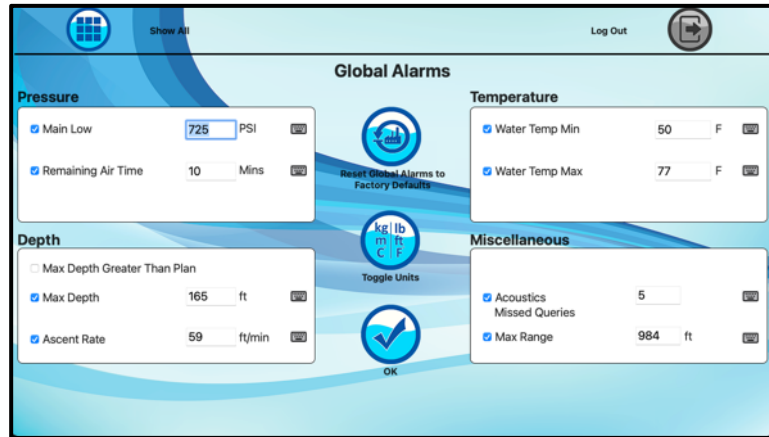 Show All
Log Out
Global Alarms
Pressure
Main Low 725 PSI
Remaining Air Time 10 Mins
Reset Global Alarms to
Factory Defaults
Temperature
Water Temp Min 50 F
Water Temp Max 77 F
Depth
Max Depth Greater Than Plan
Max Depth 165 ft
Ascent Rate 59 ft/min
kg lb
m ft
C F
Toggle Units
OK
Miscellaneous
Acoustics 5
Missed Queries
Max Range 984 ft